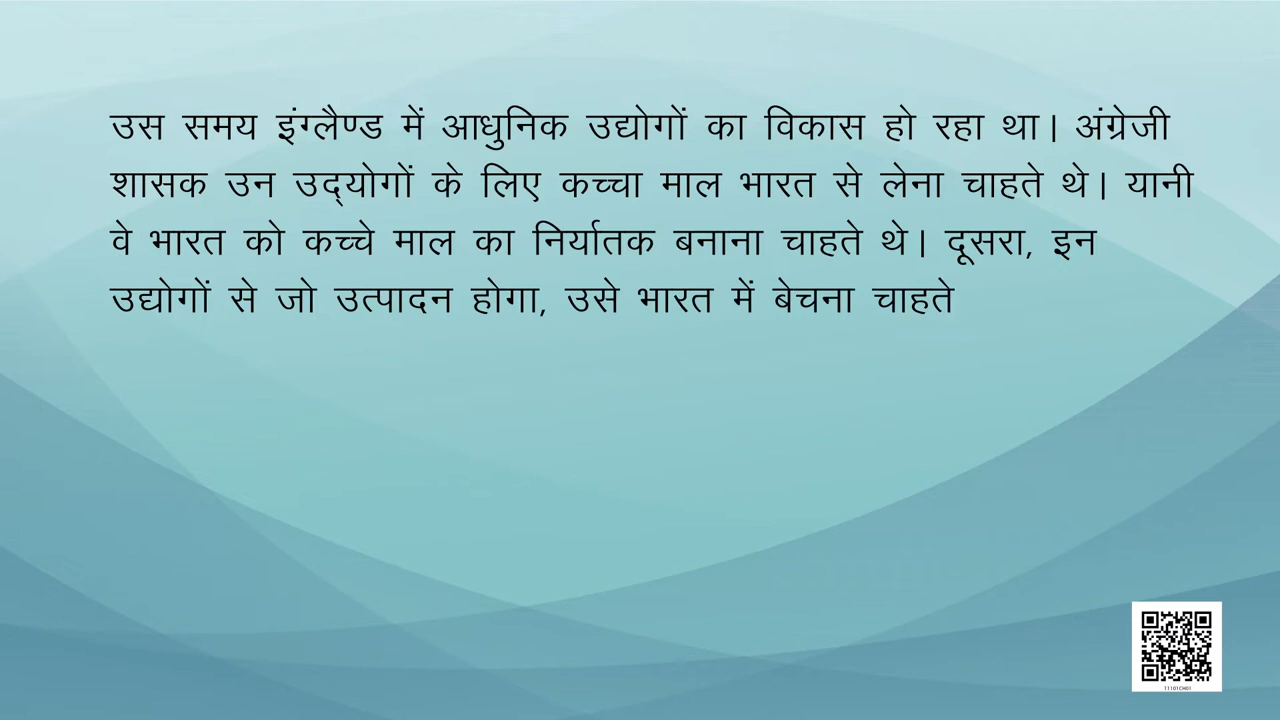 उस समय इंग्लैण्ड में आधुनिक उद्योगों का विकास हो रहा था। अंग्रेजी
शासक उन उद्‌योगों के लिए कच्चा माल भारत से लेना चाहते थे। यानी
वे भारत को कच्चे माल का निर्यातक बनाना चाहते थे। दूसरा, इन
उद्योगों से जो उत्पादन होगा, उसे भारत में बेचना चाहते
11101CH01